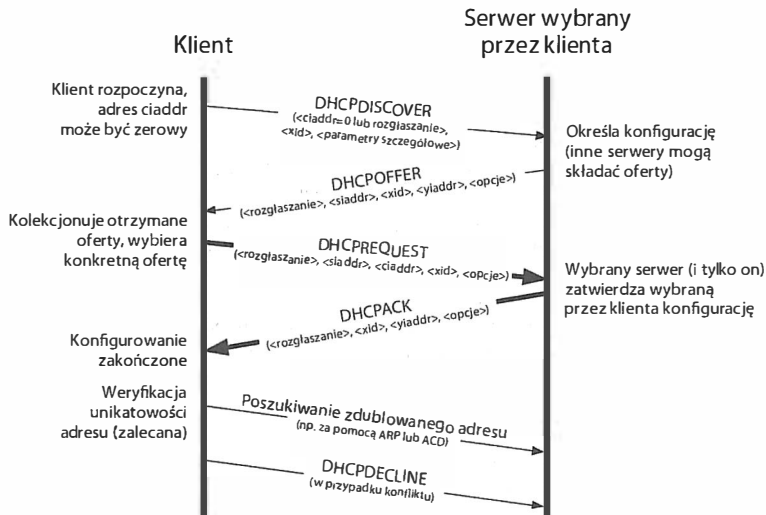 Klient
Serwer wybrany
przez klienta
Klient rozpoczyna,
adres ciaddr
może być zerowy
DHCPDISCOVER
(<ciaddr=0 lub rozgłaszanie>,
<xid>, <parametry szczegółowe>)
Określa konfigurację
(inne serwery mogą
składać oferty)
DHCPOFFER
(<rozgłaszanie>, <siaddr>, <xid>, <yiaddr>, <opcje>)
Kolekcjonuje otrzymane
oferty, wybiera
konkretną ofertę
DHCPREQUEST
(<rozgłaszanie>, <siaddr>, <ciaddr>, <xid>, <opcje>)
Wybrany serwer (i tylko on)
zatwierdza wybraną
przez klienta konfigurację
DHCPACK
(<rozgłaszanie>, <xid>, <yiaddr>, <opcje>)
Konfigurowanie
zakończone
Weryfikacja
unikatowości
adresu (zalecana)
Poszukiwanie zdublowanego adresu
(np. za pomocą ARP lub ACD)
DHCPDECLINE
(w przypadku konfliktu)